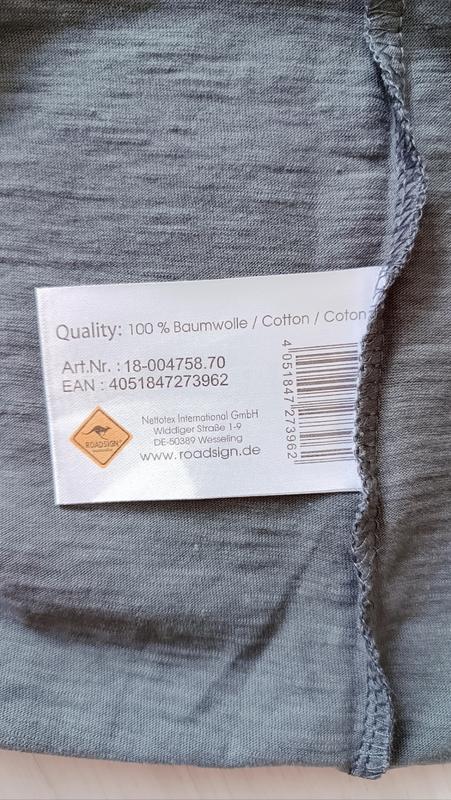 Quality: 100 % Baumwolle / Cotton / Coton
Art.Nr. : 18-004758.70
EAN : 4051847273962
4 051847 273962
ROADSIGN
Nettotex International GmbH
Widdiger Straße 1-9
DE-50389 Wesseling
www.roadsign.de